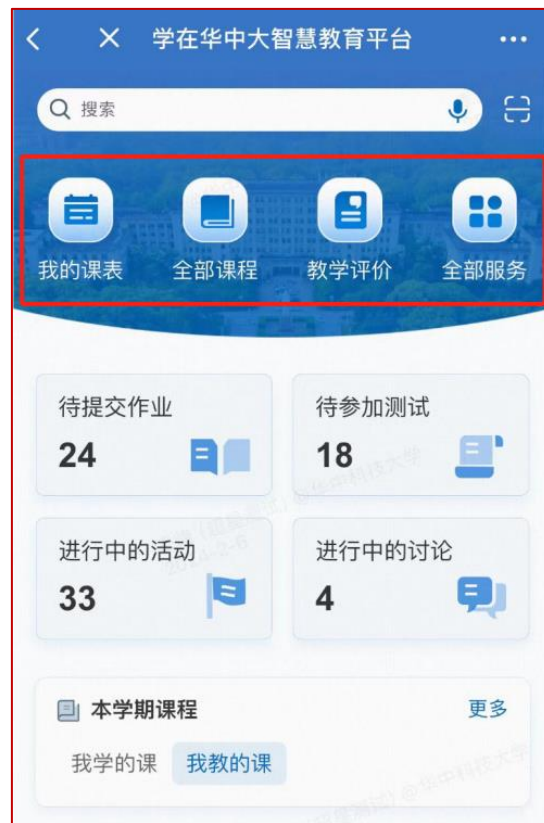 学在华中大智慧教育平台
搜索
我的课表 全部课程 教学评价 全部服务
待提交作业 待参加测试
24 18
进行中的活动 进行中的讨论
33 4
本学期课程 更多
我学的课 我教的课